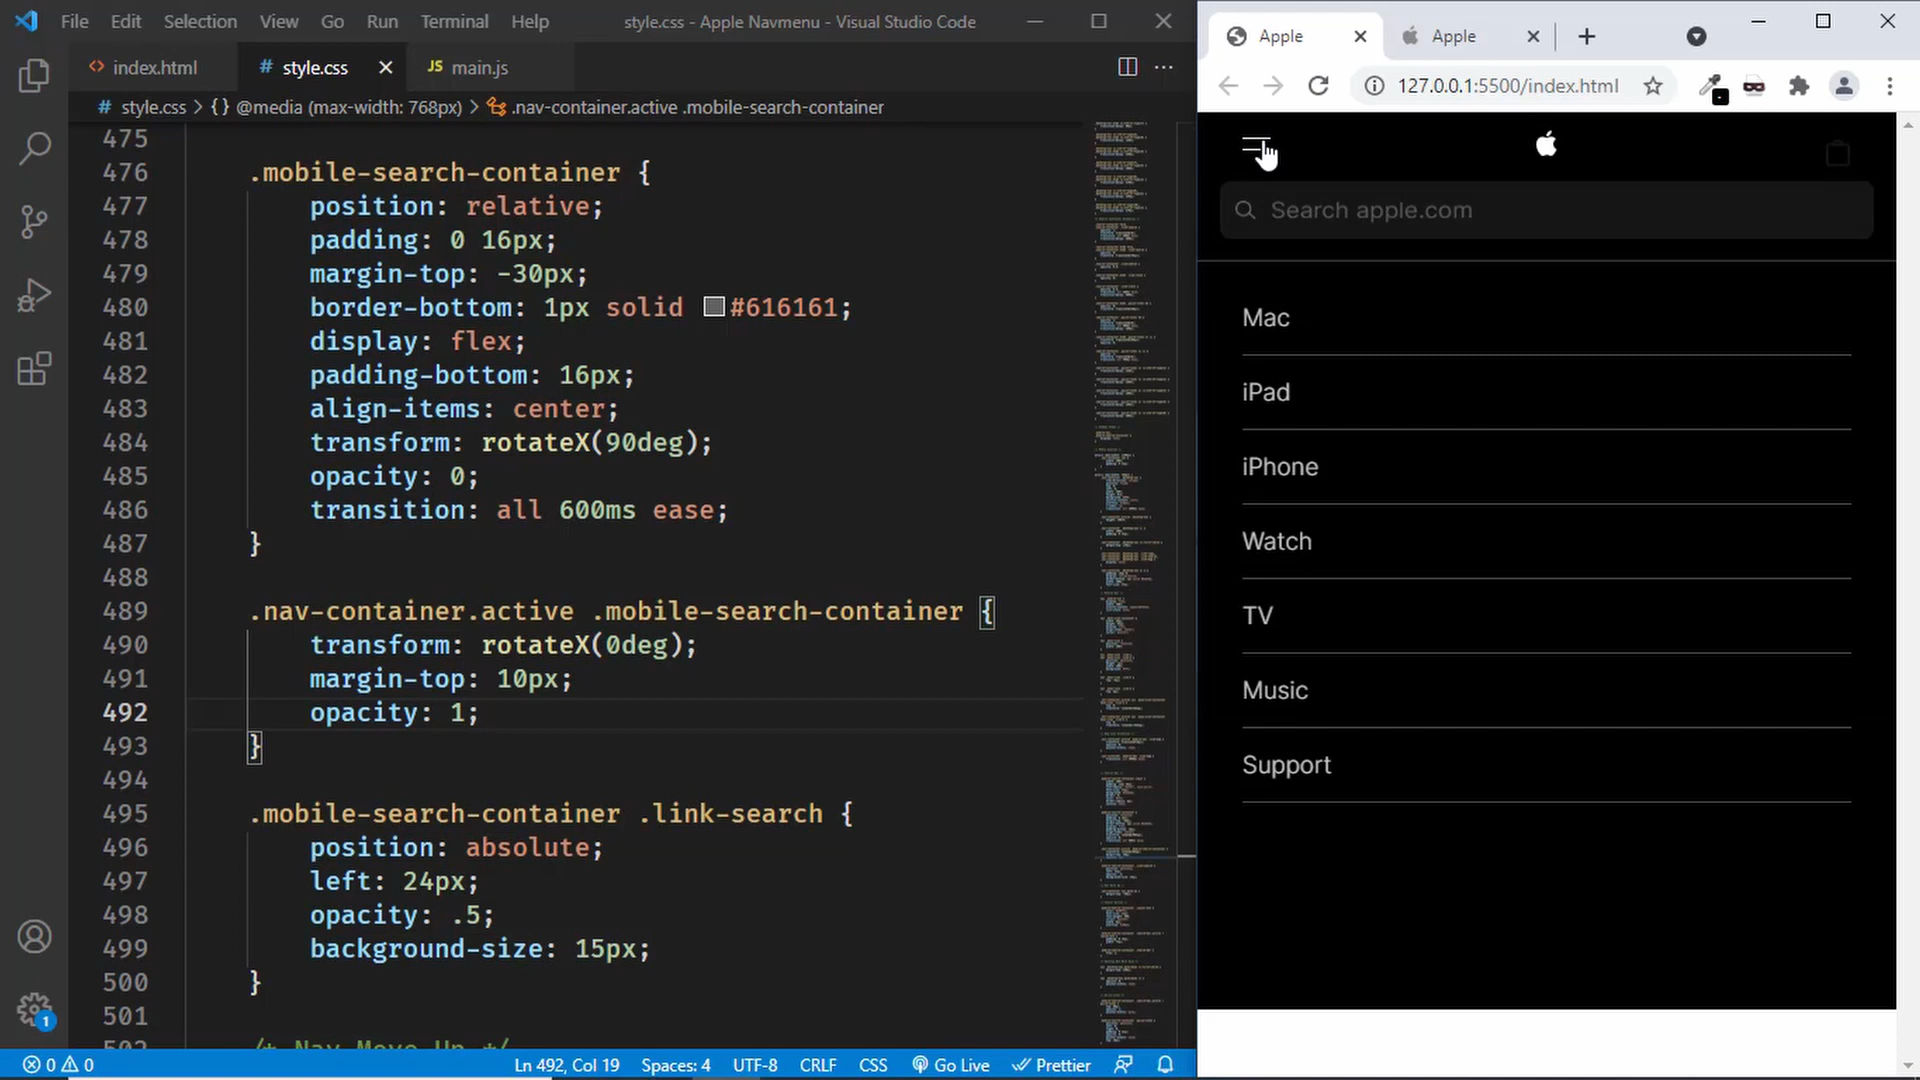 File Edit Selection View Go Run Terminal Help style.css - Apple Navmenu - Visual Studio Code
<> index.html # style.css JS main.js
# style.css > {} @media (max-width: 768px) > .nav-container.active .mobile-search-container
475
476 .mobile-search-container {
477 position: relative;
478 padding: 0 16px;
479 margin-top: -30px;
480 border-bottom: 1px solid #616161;
481 display: flex;
482 padding-bottom: 16px;
483 align-items: center;
484 transform: rotateX(90deg);
485 opacity: 0;
486 transition: all 600ms ease;
487 }
488
489 .nav-container.active .mobile-search-container {
490 transform: rotateX(0deg);
491 margin-top: 10px;
492 opacity: 1;
493 }
494
495 .mobile-search-container .link-search {
496 position: absolute;
497 left: 24px;
498 opacity: .5;
499 background-size: 15px;
500 }
501
502 /* Nav Move Up */
1
0 0 Ln 492, Col 19 Spaces: 4 UTF-8 CRLF CSS Go Live Prettier
Apple Apple
127.0.0.1:5500/index.html
Search apple.com
Mac
iPad
iPhone
Watch
TV
Music
Support